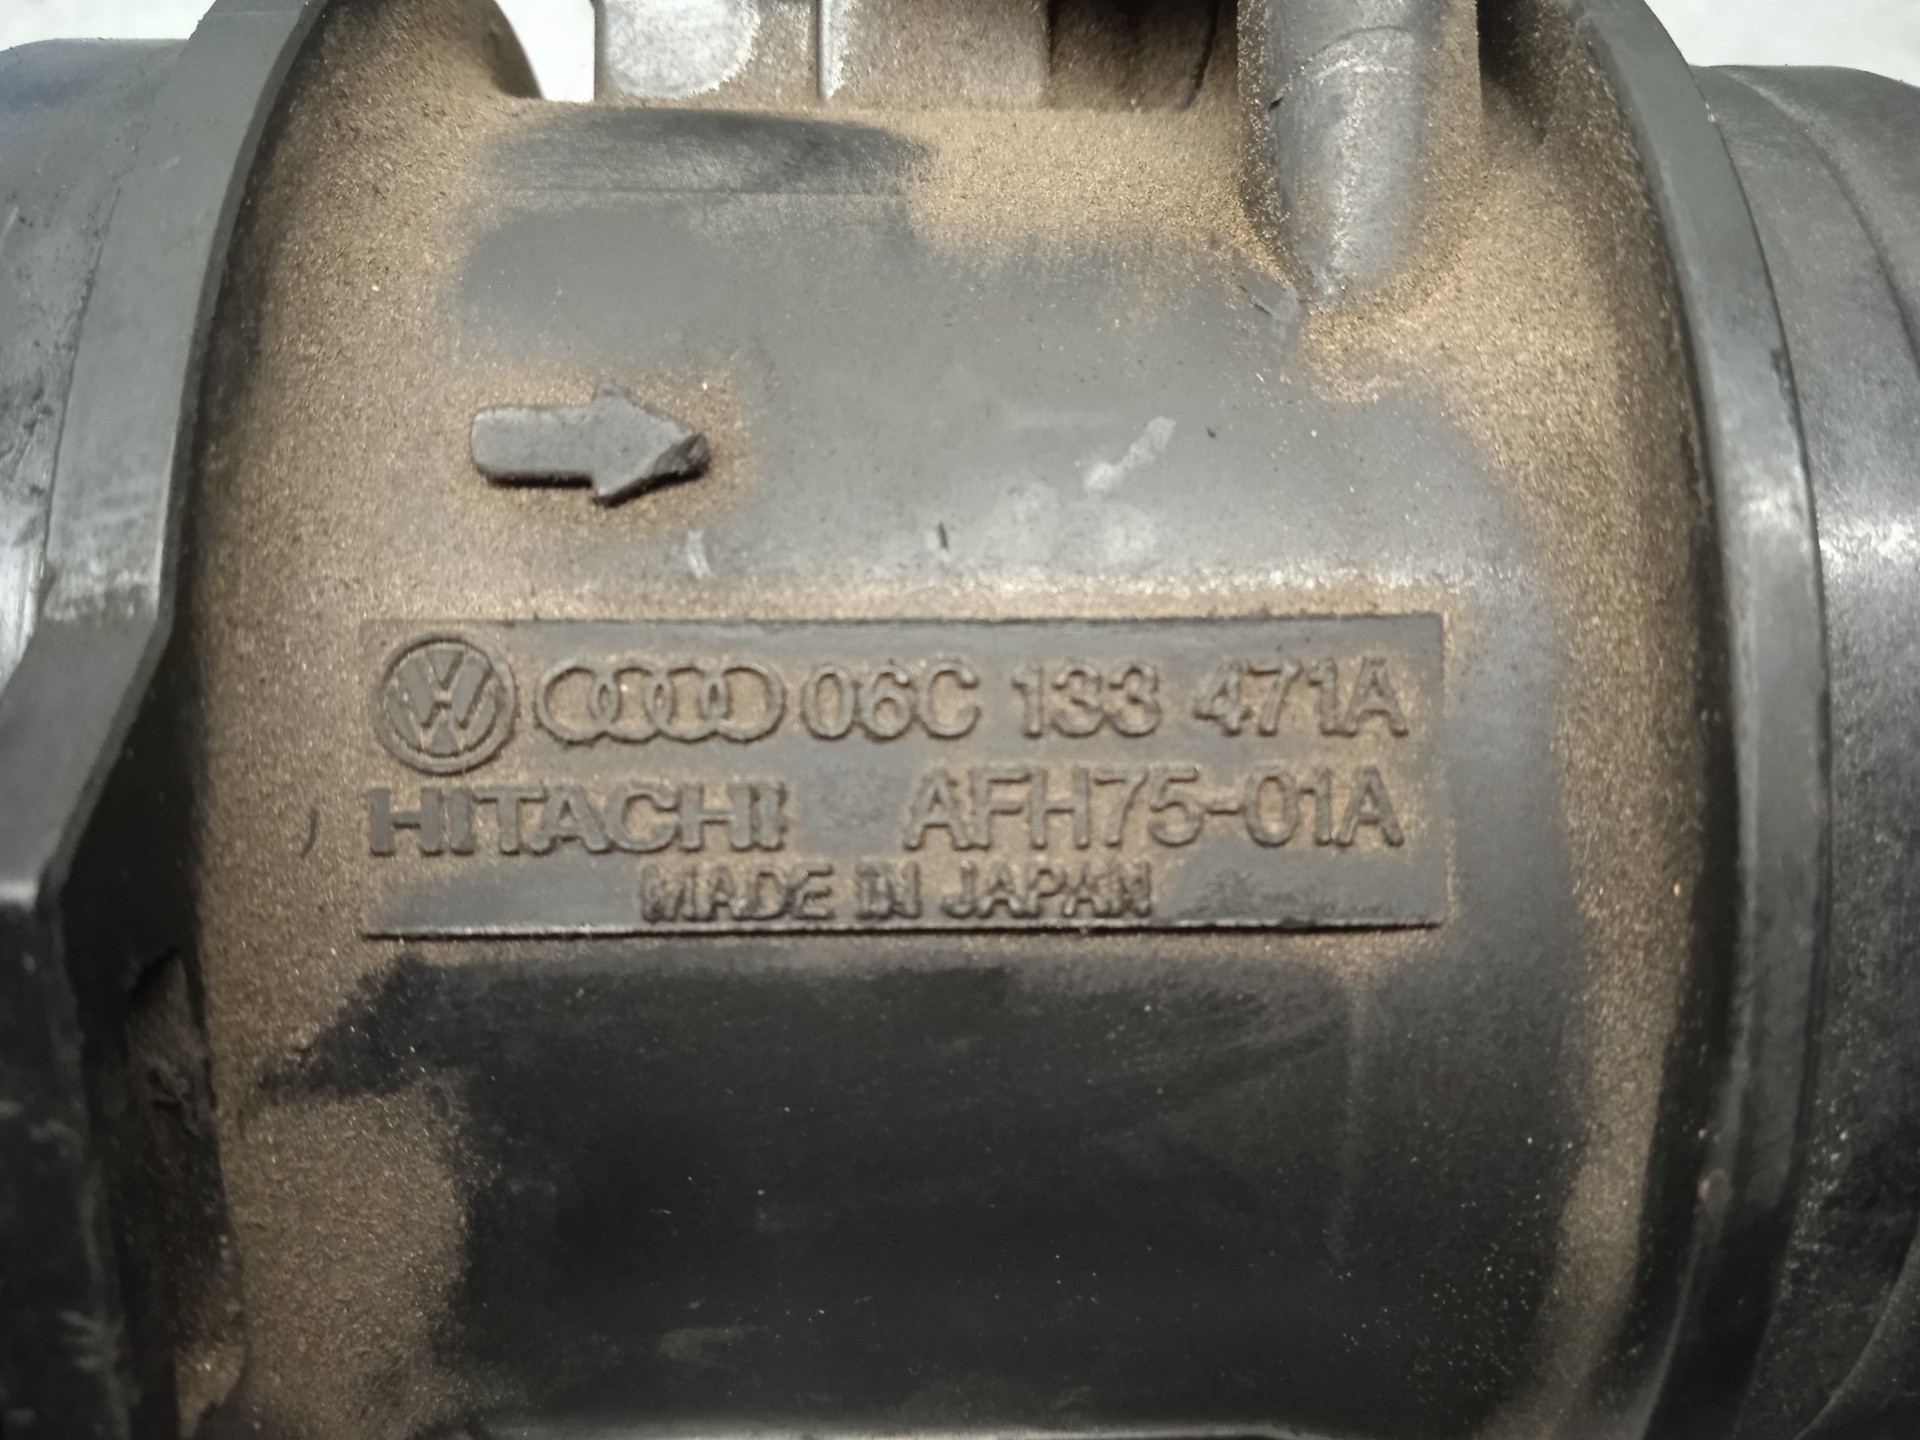 06C 133 471A
HITACHI AFH75-01A
MADE IN JAPAN